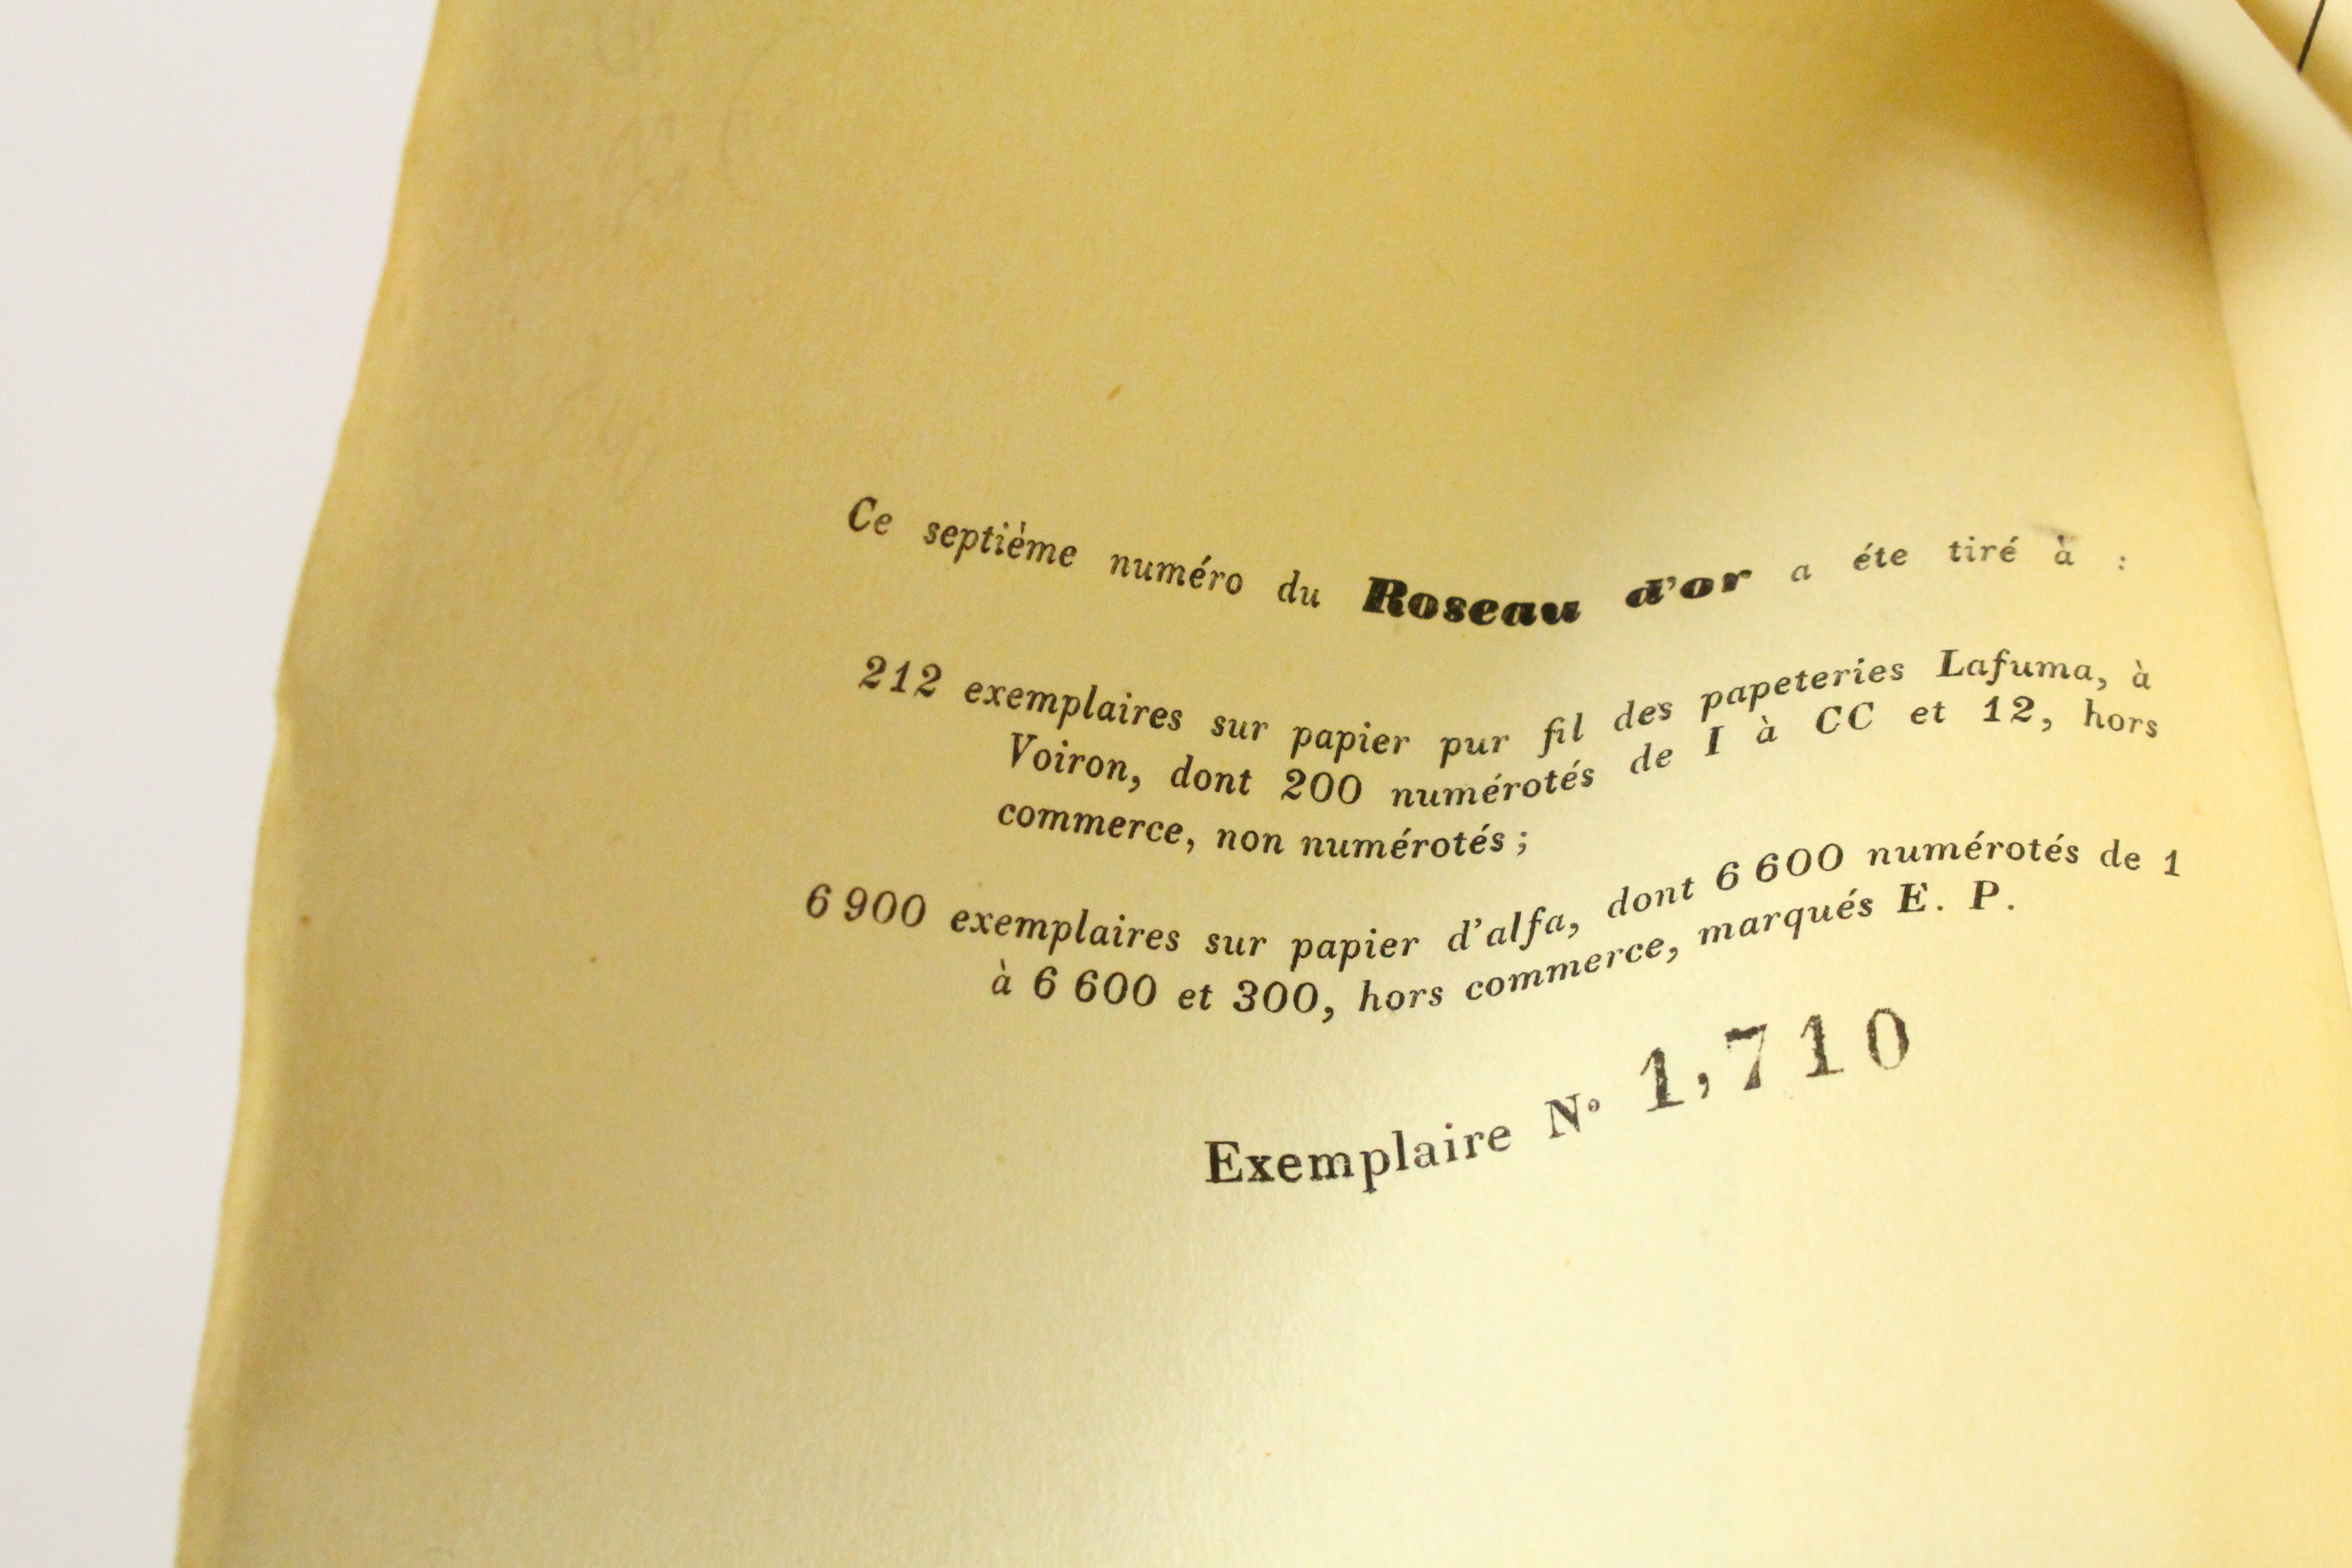 Ce septième numéro du Roseau d'or a éte tiré à :
212 exemplaires sur papier pur fil des papeteries Lafuma, à
Voiron, dont 200 numérotés de I à CC et 12, hors
commerce, non numérotés ;
6 900 exemplaires sur papier d'alfa, dont 6 600 numérotés de 1
à 6 600 et 300, hors commerce, marqués E. P.
Exemplaire N° 1,710